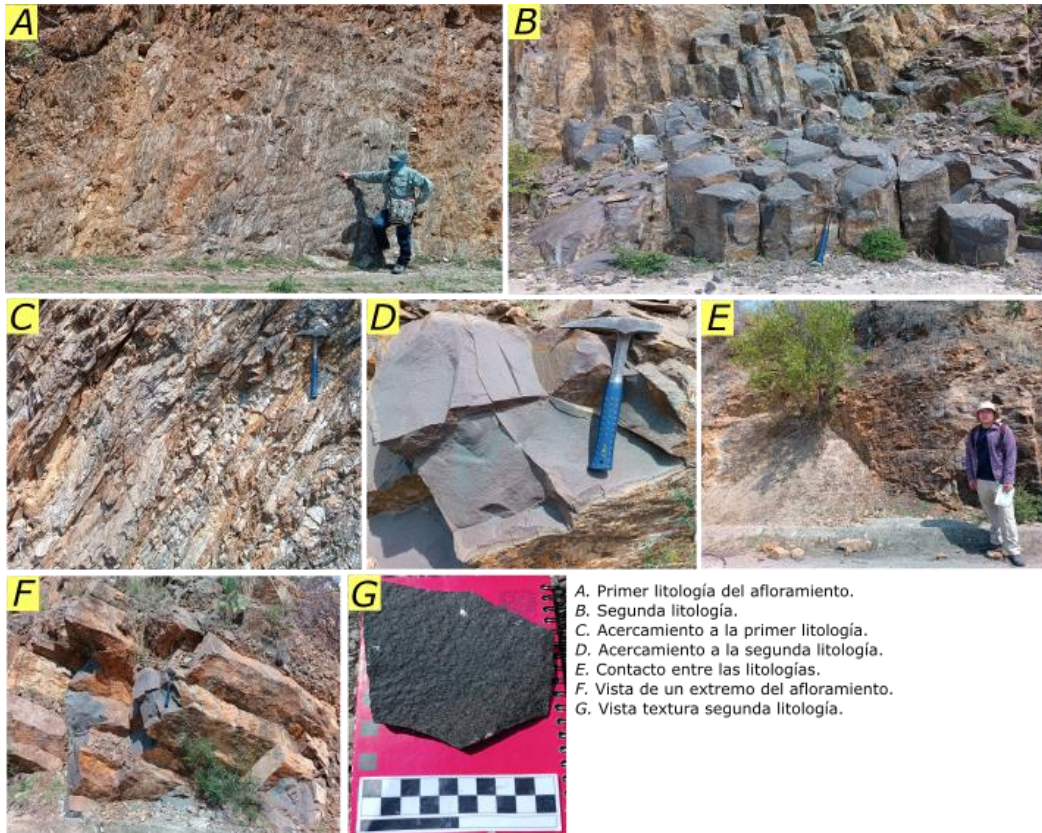 A
B
C
D
E
F
G
A. Primer litología del afloramiento.
B. Segunda litología.
C. Acercamiento a la primer litología.
D. Acercamiento a la segunda litología.
E. Contacto entre las litologías.
F. Vista de un extremo del afloramiento.
G. Vista textura segunda litología.